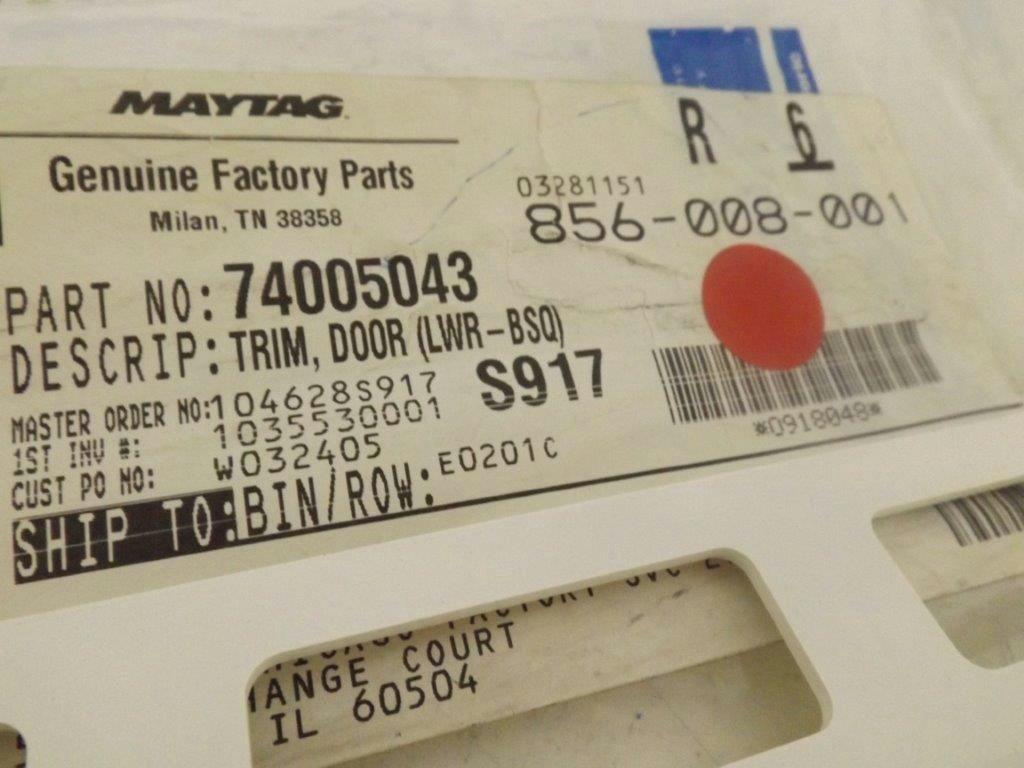 MAYTAG
R 6
Genuine Factory Parts
Milan, TN 38358
03281151
856-008-001
PART NO: 74005043
DESCRIP: TRIM, DOOR (LWR-BSQ)
S917
MASTER ORDER NO: 104628S917
1ST INV #: 1035530001
CUST PO NO: W032405
*0918048*
SHIP TO: BIN/ROW: E0201C
FACTORY SVC
COURT
IL 60504